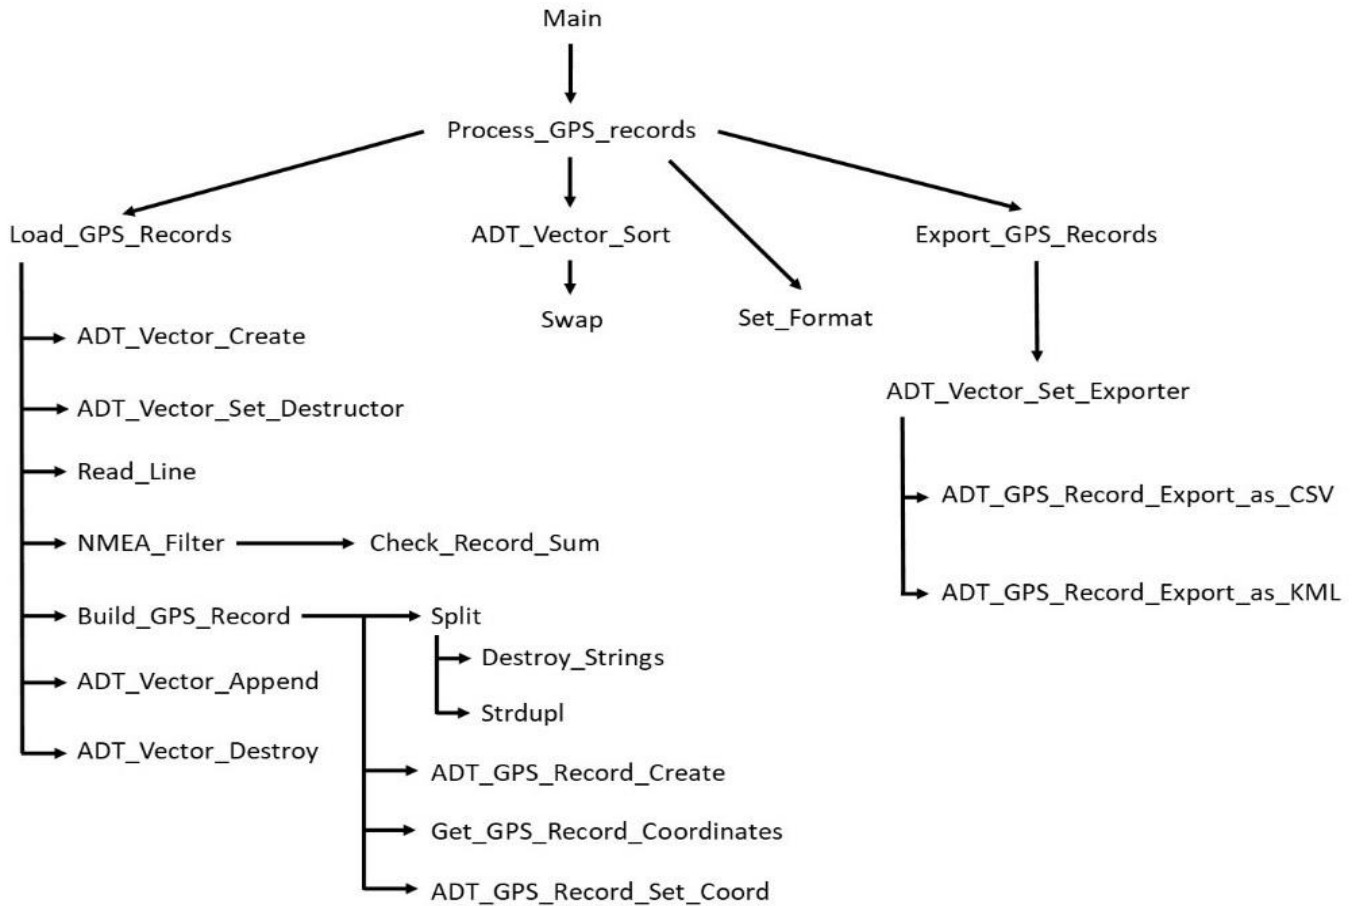 Main
Process_GPS_records
Load_GPS_Records
ADT_Vector_Sort
Export_GPS_Records
Swap
Set_Format
ADT_Vector_Create
ADT_Vector_Set_Exporter
ADT_Vector_Set_Destructor
Read_Line
ADT_GPS_Record_Export_as_CSV
NMEA_Filter
Check_Record_Sum
ADT_GPS_Record_Export_as_KML
Build_GPS_Record
Split
Destroy_Strings
ADT_Vector_Append
Strdupl
ADT_Vector_Destroy
ADT_GPS_Record_Create
Get_GPS_Record_Coordinates
ADT_GPS_Record_Set_Coord